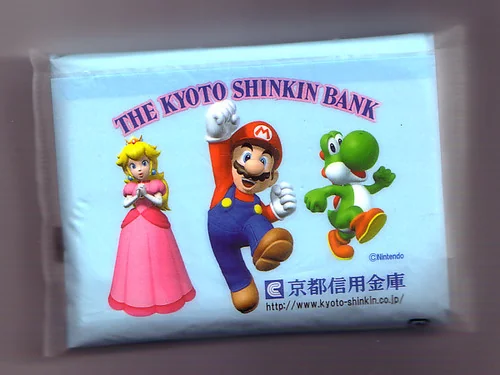 THE KYOTO SHINKIN BANK
M
©Nintendo
京都信用金庫
http://www.kyoto-shinkin.co.jp/